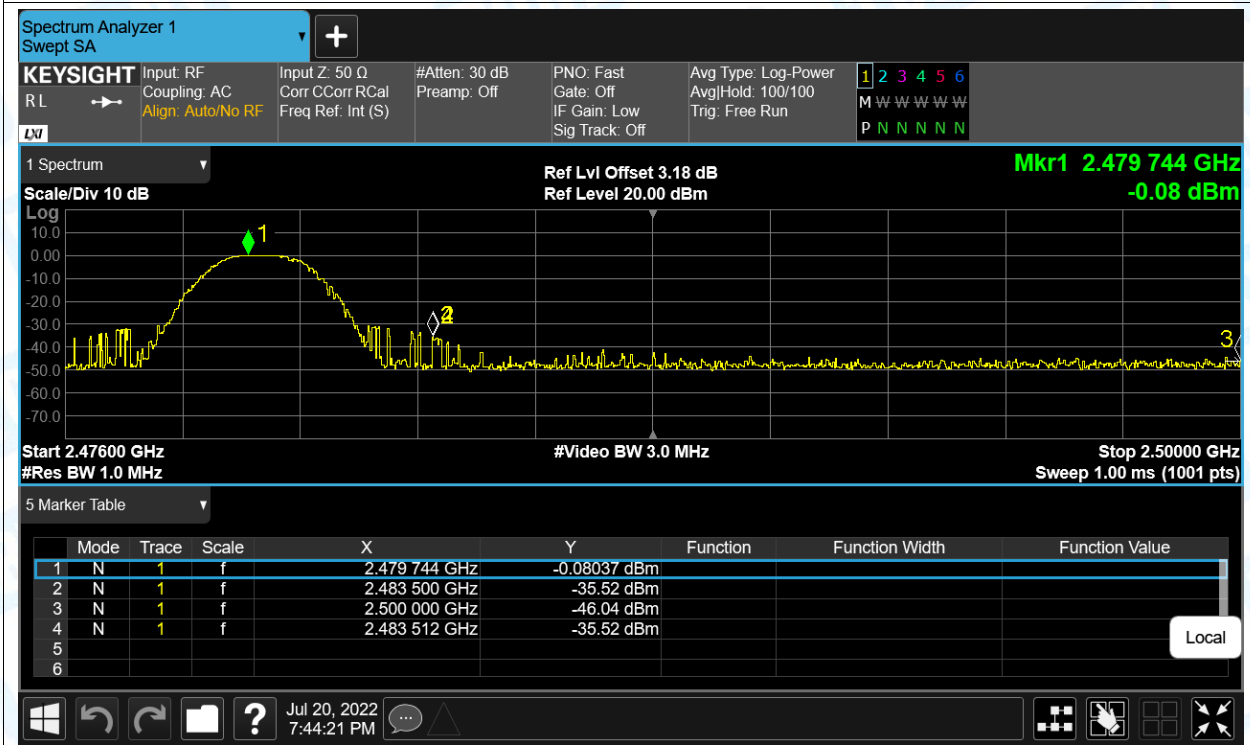 Spectrum Analyzer 1
Swept SA
+
KEYSIGHT Input: RF Input Z: 50 Ω #Atten: 30 dB PNO: Fast Avg Type: Log-Power 1 2 3 4 5 6
R L Coupling: AC Corr CCorr RCal Preamp: Off Gate: Off Avg|Hold: 100/100 M W W W W W
Align: Auto/No RF Freq Ref: Int (S) IF Gain: Low Trig: Free Run
LXI Sig Track: Off P N N N N N
1 Spectrum Ref Lvl Offset 3.18 dB Mkr1 2.479 744 GHz
Scale/Div 10 dB Ref Level 20.00 dBm -0.08 dBm
Log
10.0
0.00
-10.0
-20.0
-30.0
-40.0
-50.0
-60.0
-70.0
1
2
3
Start 2.47600 GHz #Video BW 3.0 MHz Stop 2.50000 GHz
#Res BW 1.0 MHz Sweep 1.00 ms (1001 pts)
5 Marker Table
Mode Trace Scale X Y Function Function Width Function Value
1 N 1 f 2.479 744 GHz -0.08037 dBm
2 N 1 f 2.483 500 GHz -35.52 dBm
3 N 1 f 2.500 000 GHz -46.04 dBm
4 N 1 f 2.483 512 GHz -35.52 dBm
5
6
Local
? Jul 20, 2022
7:44:21 PM